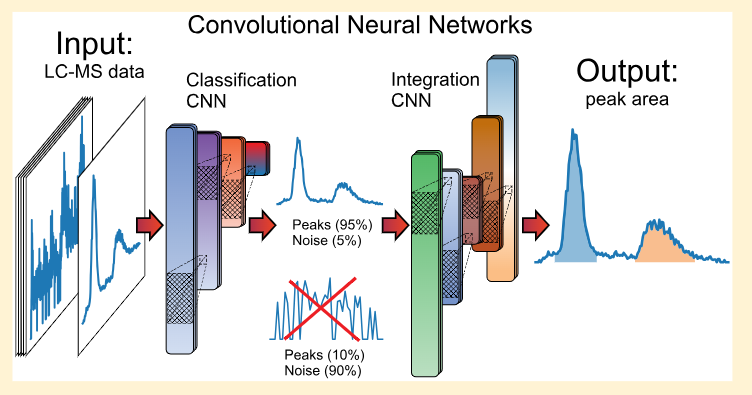 Convolutional Neural Networks
Input:
LC-MS data
Classification
CNN
Peaks (95%)
Noise (5%)
Peaks (10%)
Noise (90%)
Integration
CNN
Output:
peak area